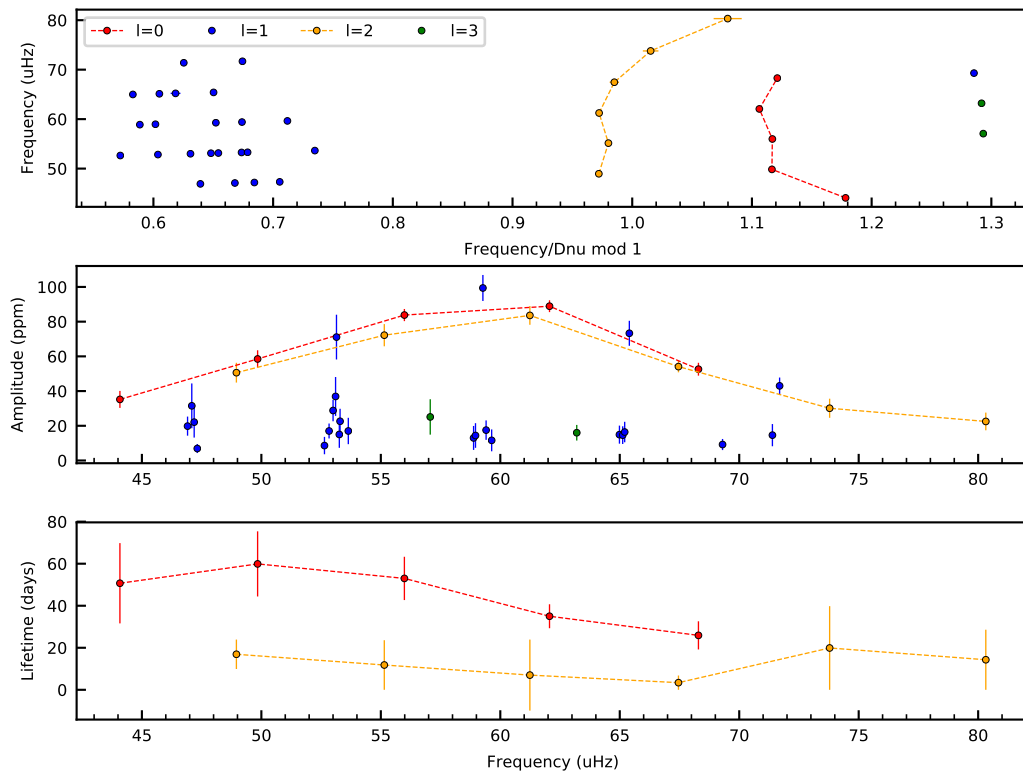 l=0 l=1 l=2 l=3
Frequency (uHz)
80
70
60
50
0.6 0.7 0.8 0.9 1.0 1.1 1.2 1.3
Frequency/Dnu mod 1
Amplitude (ppm)
100
80
60
40
20
0
45 50 55 60 65 70 75 80
Lifetime (days)
80
60
40
20
0
45 50 55 60 65 70 75 80
Frequency (uHz)